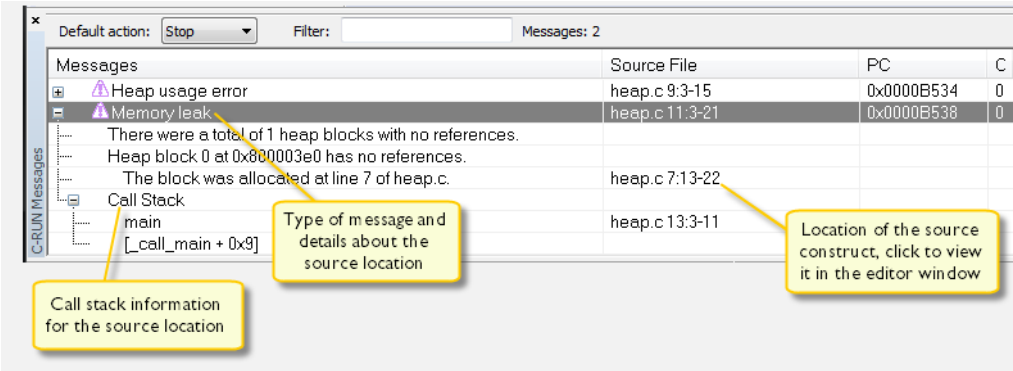 Default action: Stop Filter: Messages: 2
Messages Source File PC C
Heap usage error heap.c 9:3-15 0x0000B534 0
Memory leak heap.c 11:3-21 0x0000B538 0
There were a total of 1 heap blocks with no references.
Heap block 0 at 0x800003e0 has no references.
The block was allocated at line 7 of heap.c. heap.c 7:13-22
Call Stack
main heap.c 13:3-11
[_call_main + 0x9]
C-RUN Messages
Type of message and
details about the
source location
Location of the source
construct, click to view
it in the editor window
Call stack information
for the source location